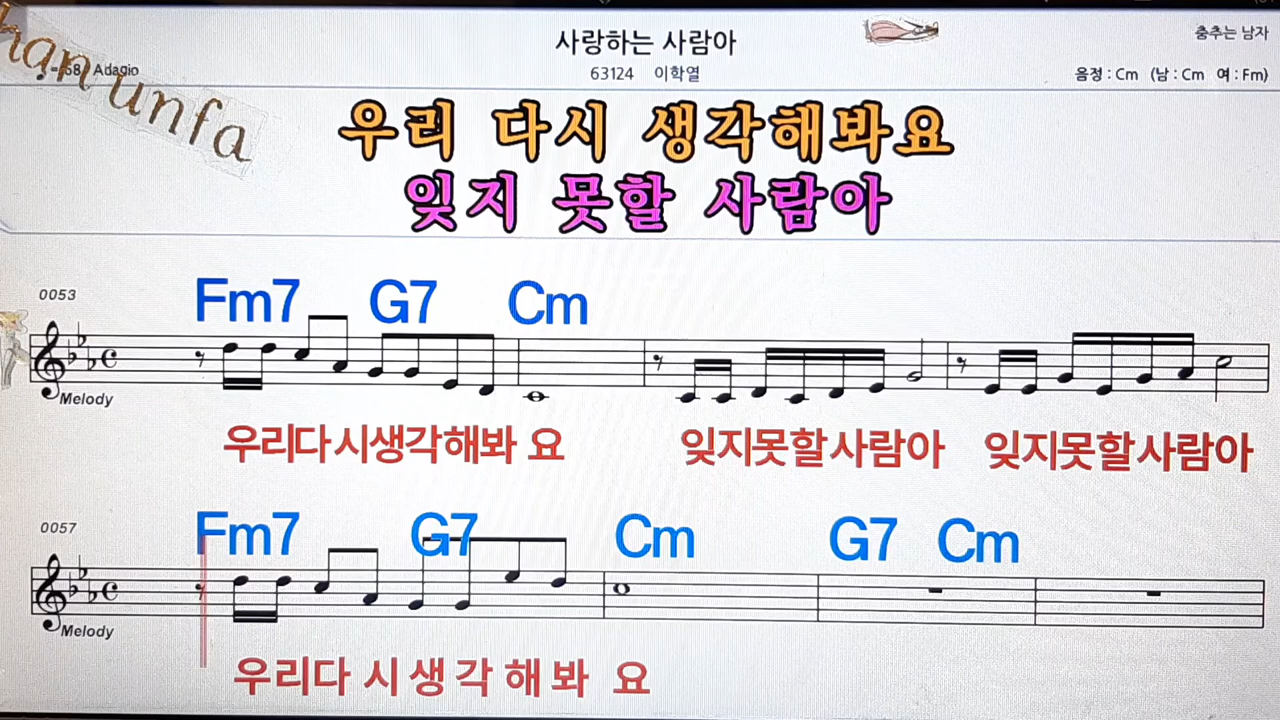 사랑하는 사람아
63124 이학열
춤추는 남자
han unfa
=68 Adagio
음정 : Cm (남 : Cm 여 : Fm)
우리 다시 생각해봐요
잊지 못할 사람아
0053
Fm7 G7 Cm
Melody
우리다시생각해봐 요 잊지못할사람아 잊지못할사람아
0057
Fm7 G7 Cm G7 Cm
Melody
우리다 시생각 해봐 요